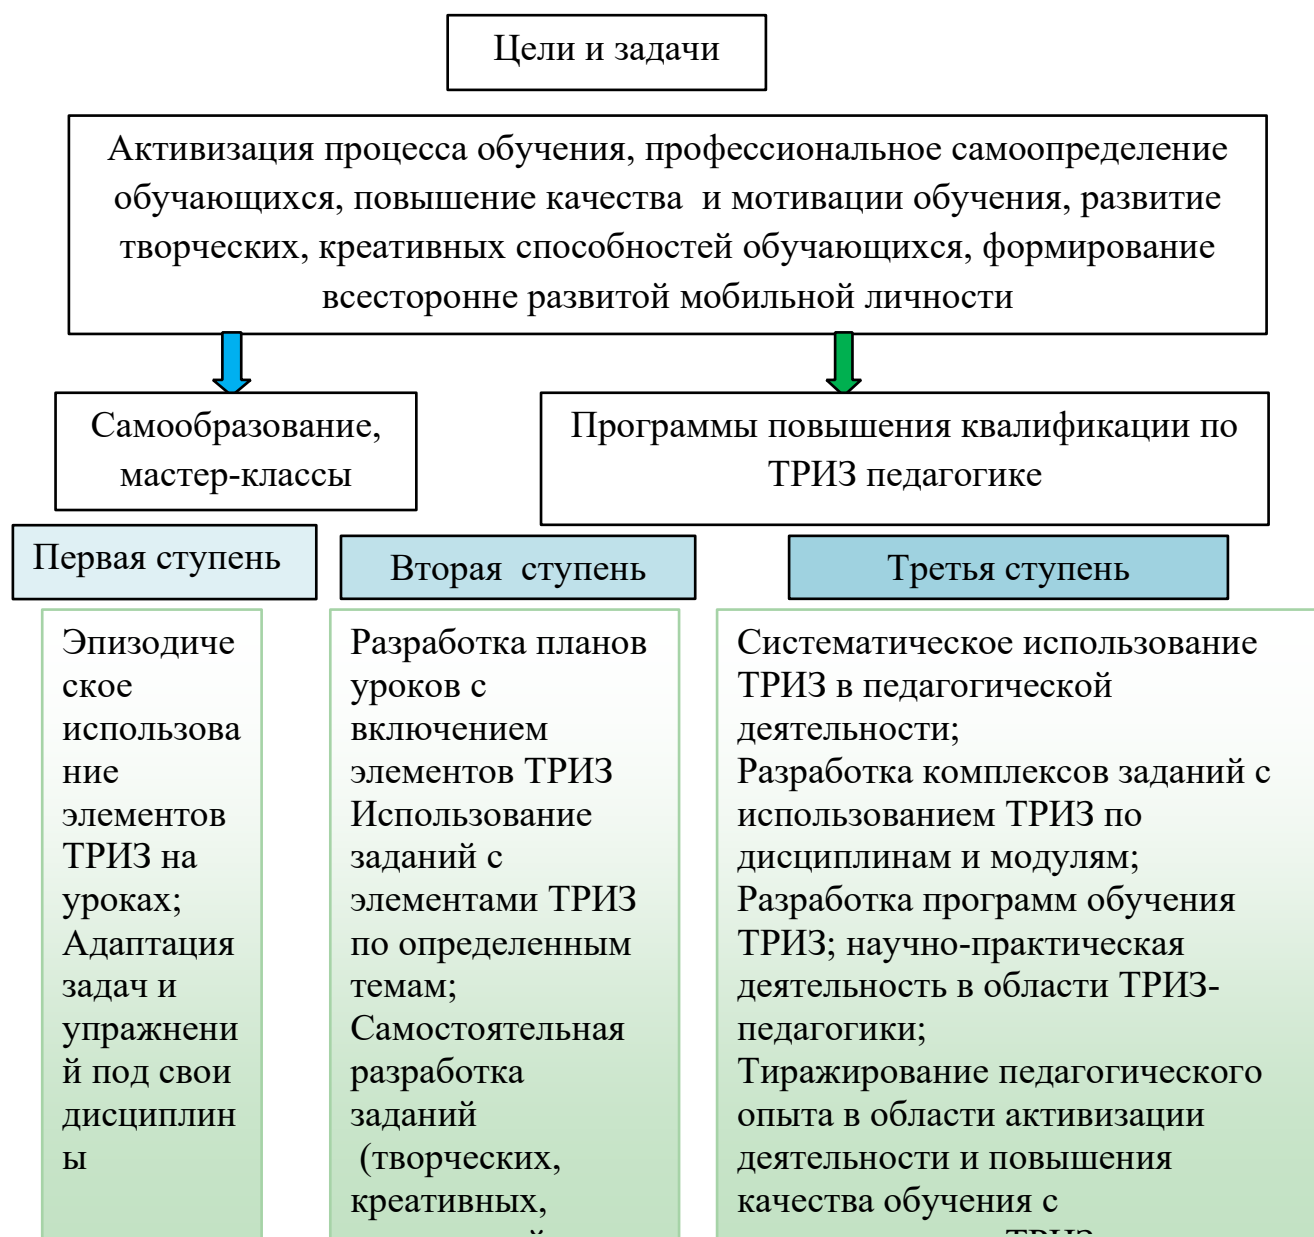 Цели и задачи
Активизация процесса обучения, профессиональное самоопределение
обучающихся, повышение качества  и мотивации обучения, развитие
творческих, креативных способностей обучающихся, формирование
всесторонне развитой мобильной личности
Самообразование,
мастер-классы
Программы повышения квалификации по
ТРИЗ педагогике
Первая ступень
Вторая  ступень
Третья ступень
Эпизодиче
ское
использова
ние
элементов
ТРИЗ на
уроках;
Адаптация
задач и
упражнени
й под свои
дисциплин
ы
Разработка планов
уроков с
включением
элементов ТРИЗ
Использование
заданий с
элементами ТРИЗ
по определенным
темам;
Самостоятельная
разработка
заданий
(творческих,
креативных,
Систематическое использование
ТРИЗ в педагогической
деятельности;
Разработка комплексов заданий с
использованием ТРИЗ по
дисциплинам и модулям;
Разработка программ обучения
ТРИЗ; научно-практическая
деятельность в области ТРИЗ-
педагогики;
Тиражирование педагогического
опыта в области активизации
деятельности и повышения
качества обучения с